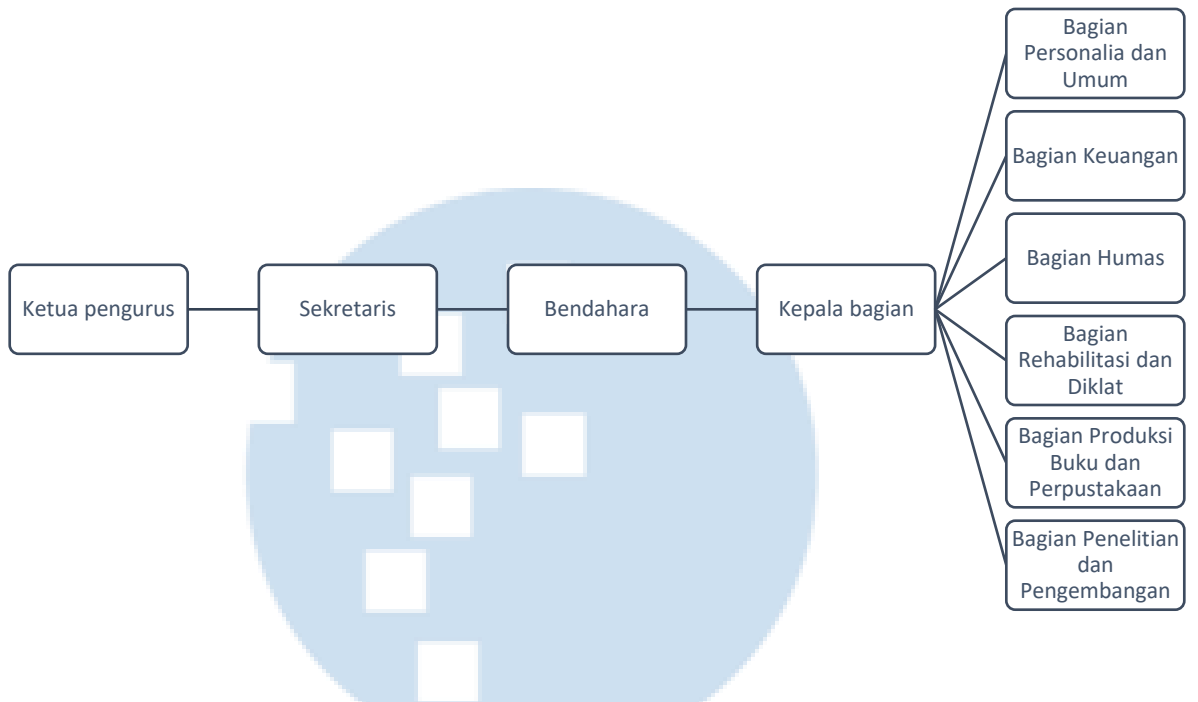 Ketua pengurus
Sekretaris
Bendahara
Kepala bagian
Bagian
Personalia dan
Umum
Bagian Keuangan
Bagian Humas
Bagian
Rehabilitasi dan
Diklat
Bagian Produksi
Buku dan
Perpustakaan
Bagian Penelitian
dan
Pengembangan